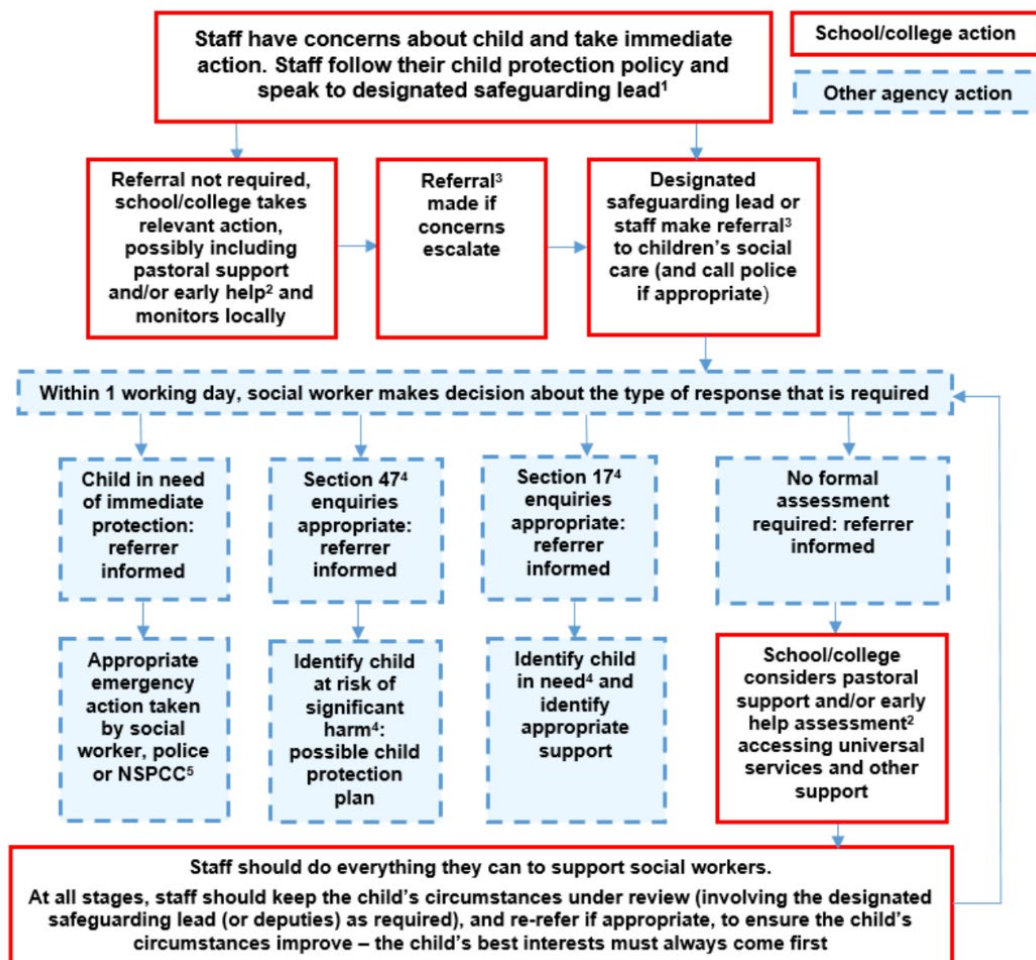 Staff have concerns about child and take immediate
action. Staff follow their child protection policy and
speak to designated safeguarding lead¹
School/college action
Other agency action
Referral not required,
school/college takes
relevant action,
possibly including
pastoral support
and/or early help² and
monitors locally
Referral³
made if
concerns
escalate
Designated
safeguarding lead or
staff make referral³
to children's social
care (and call police
if appropriate)
Within 1 working day, social worker makes decision about the type of response that is required
Child in need
of immediate
protection:
referrer
informed
Section 47⁴
enquiries
appropriate:
referrer
informed
Section 17⁴
enquiries
appropriate:
referrer
informed
No formal
assessment
required: referrer
informed
Appropriate
emergency
action taken
by social
worker, police
or NSPCC⁵
Identify child
at risk of
significant
harm⁴:
possible child
protection
plan
Identify child
in need⁴ and
identify
appropriate
support
School/college
considers pastoral
support and/or early
help assessment²
accessing universal
services and other
support
Staff should do everything they can to support social workers.
At all stages, staff should keep the child's circumstances under review (involving the designated
safeguarding lead (or deputies) as required), and re-refer if appropriate, to ensure the child's
circumstances improve – the child's best interests must always come first